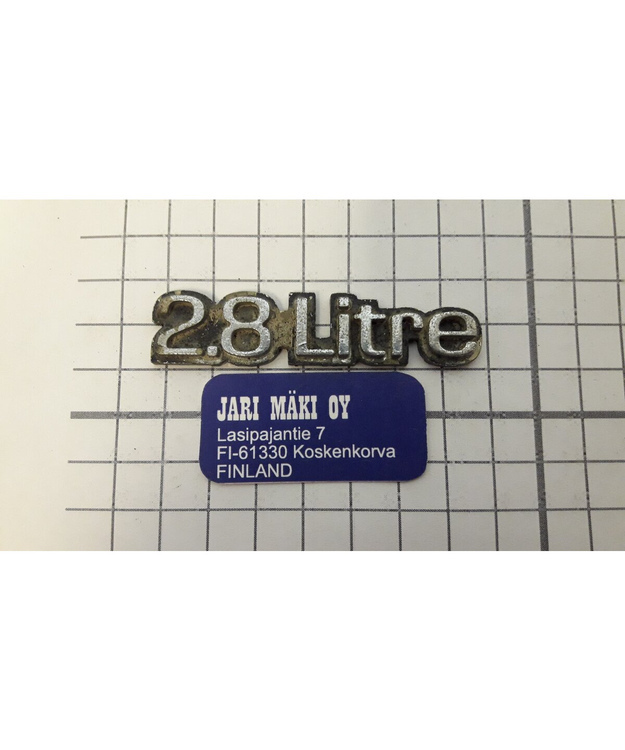 2.8 Litre
JARI MÄKI OY
Lasipajantie 7
FI-61330 Koskenkorva
FINLAND